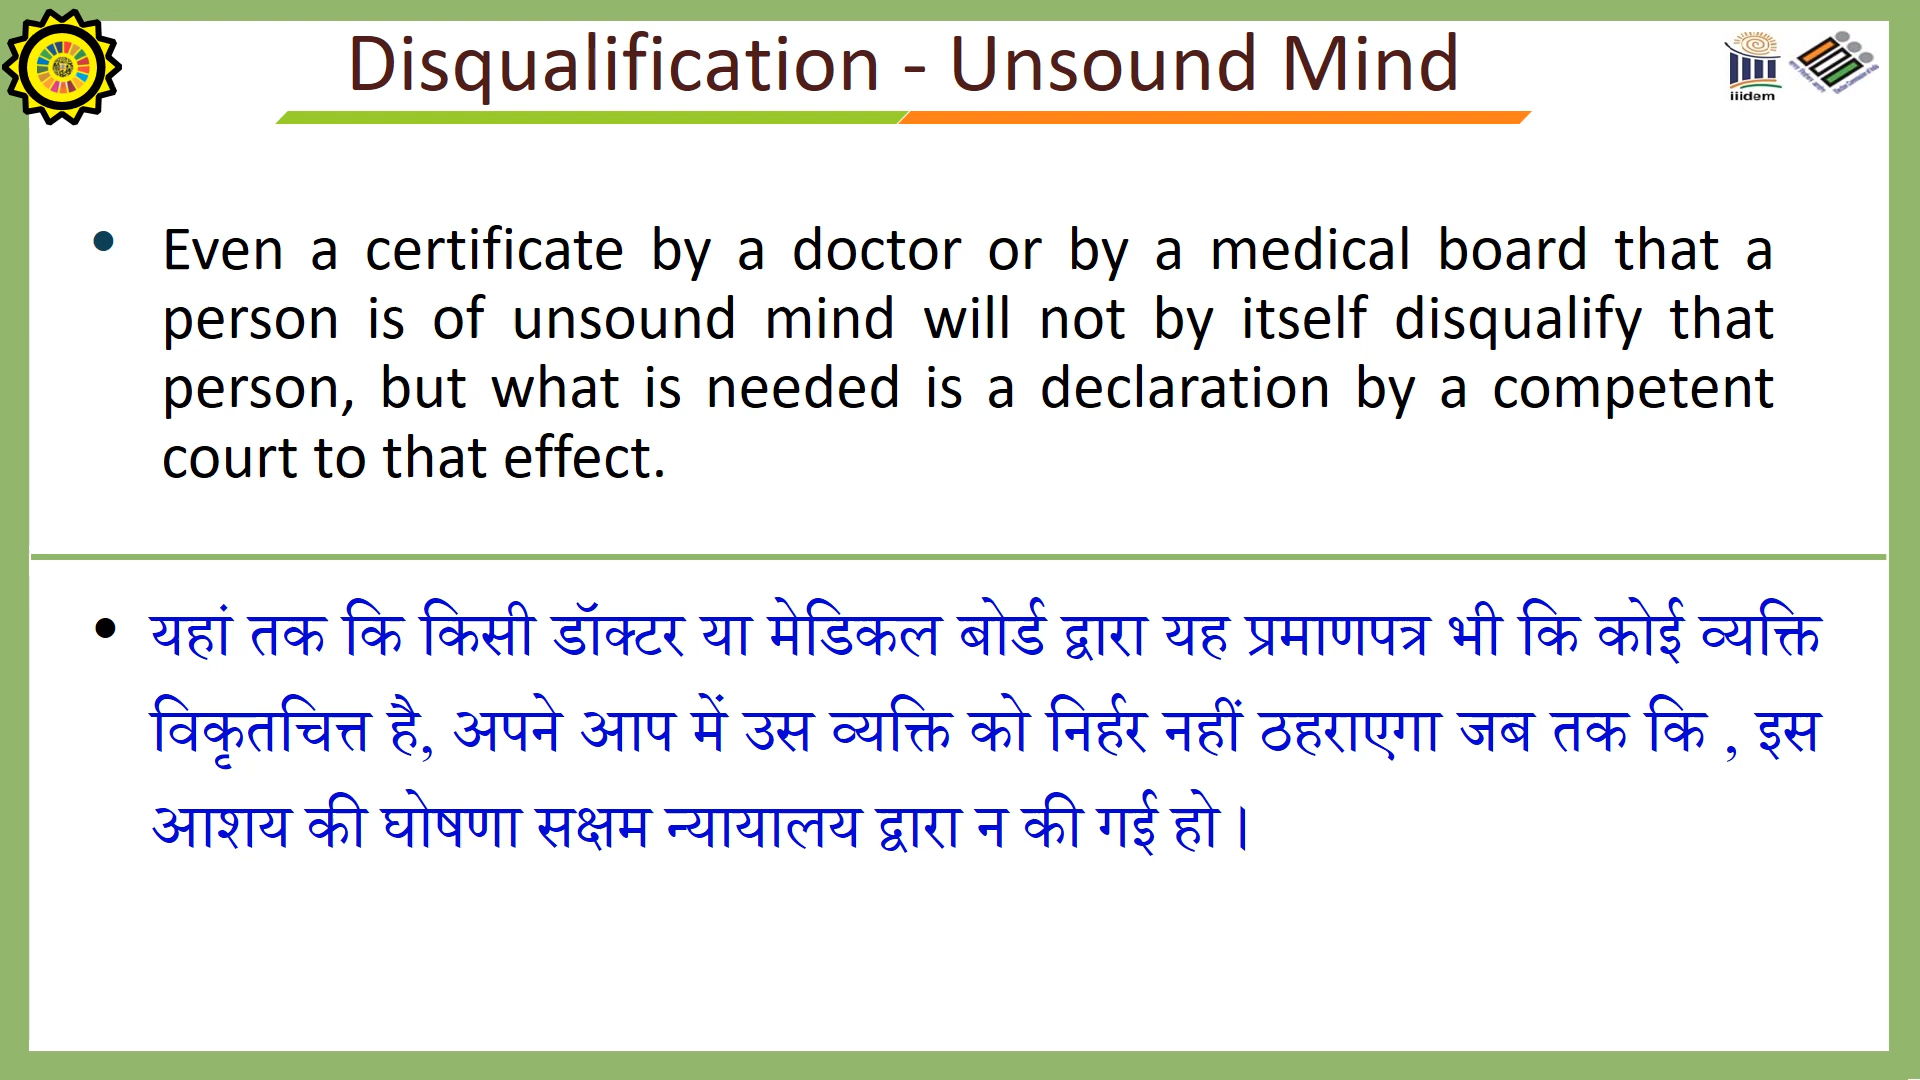 Disqualification - Unsound Mind
iiidem
• Even a certificate by a doctor or by a medical board that a
person is of unsound mind will not by itself disqualify that
person, but what is needed is a declaration by a competent
court to that effect.
• यहां तक कि किसी डॉक्टर या मेडिकल बोर्ड द्वारा यह प्रमाणपत्र भी कि कोई व्यक्ति
विकृतचित्त है, अपने आप में उस व्यक्ति को निर्हर नहीं ठहराएगा जब तक कि , इस
आशय की घोषणा सक्षम न्यायालय द्वारा न की गई हो।